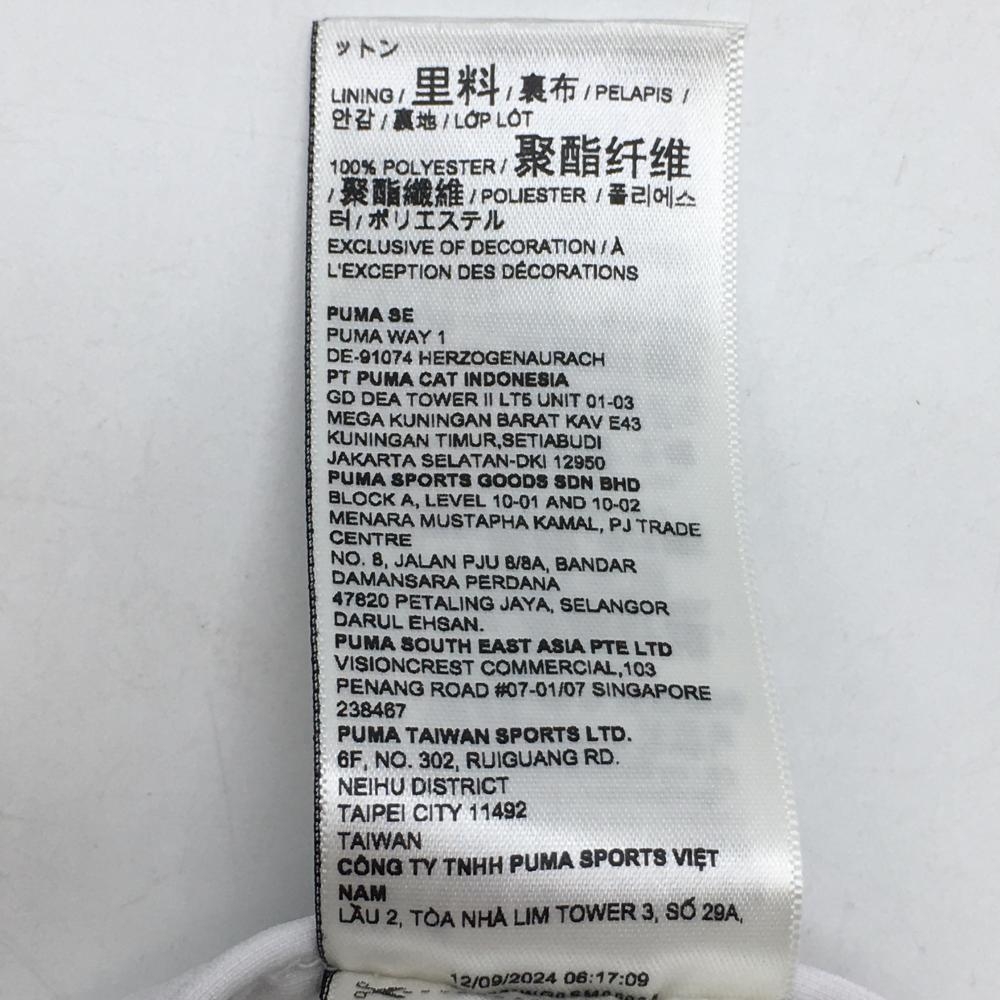 ットン
LINING / 里料 / 裏布 / PELAPIS /
안감 / 裏地 / LỚP LÓT
100% POLYESTER / 聚酯纤维
/ 聚酯纖維 / POLIESTER / 폴리에스
터 / ポリエステル
EXCLUSIVE OF DECORATION / À
L'EXCEPTION DES DÉCORATIONS
PUMA SE
PUMA WAY 1
DE-91074 HERZOGENAURACH
PT PUMA CAT INDONESIA
GD DEA TOWER II LT5 UNIT 01-03
MEGA KUNINGAN BARAT KAV E43
KUNINGAN TIMUR,SETIABUDI
JAKARTA SELATAN-DKI 12950
PUMA SPORTS GOODS SDN BHD
BLOCK A, LEVEL 10-01 AND 10-02
MENARA MUSTAPHA KAMAL, PJ TRADE
CENTRE
NO. 8, JALAN PJU 8/8A, BANDAR
DAMANSARA PERDANA
47820 PETALING JAYA, SELANGOR
DARUL EHSAN.
PUMA SOUTH EAST ASIA PTE LTD
VISIONCREST COMMERCIAL,103
PENANG ROAD #07-01/07 SINGAPORE
238467
PUMA TAIWAN SPORTS LTD.
6F, NO. 302, RUIGUANG RD.
NEIHU DISTRICT
TAIPEI CITY 11492
TAIWAN
CÔNG TY TNHH PUMA SPORTS VIỆT
NAM
LẦU 2, TÒA NHÀ LIM TOWER 3, SỐ 29A,
12/09/2024 06:17:09